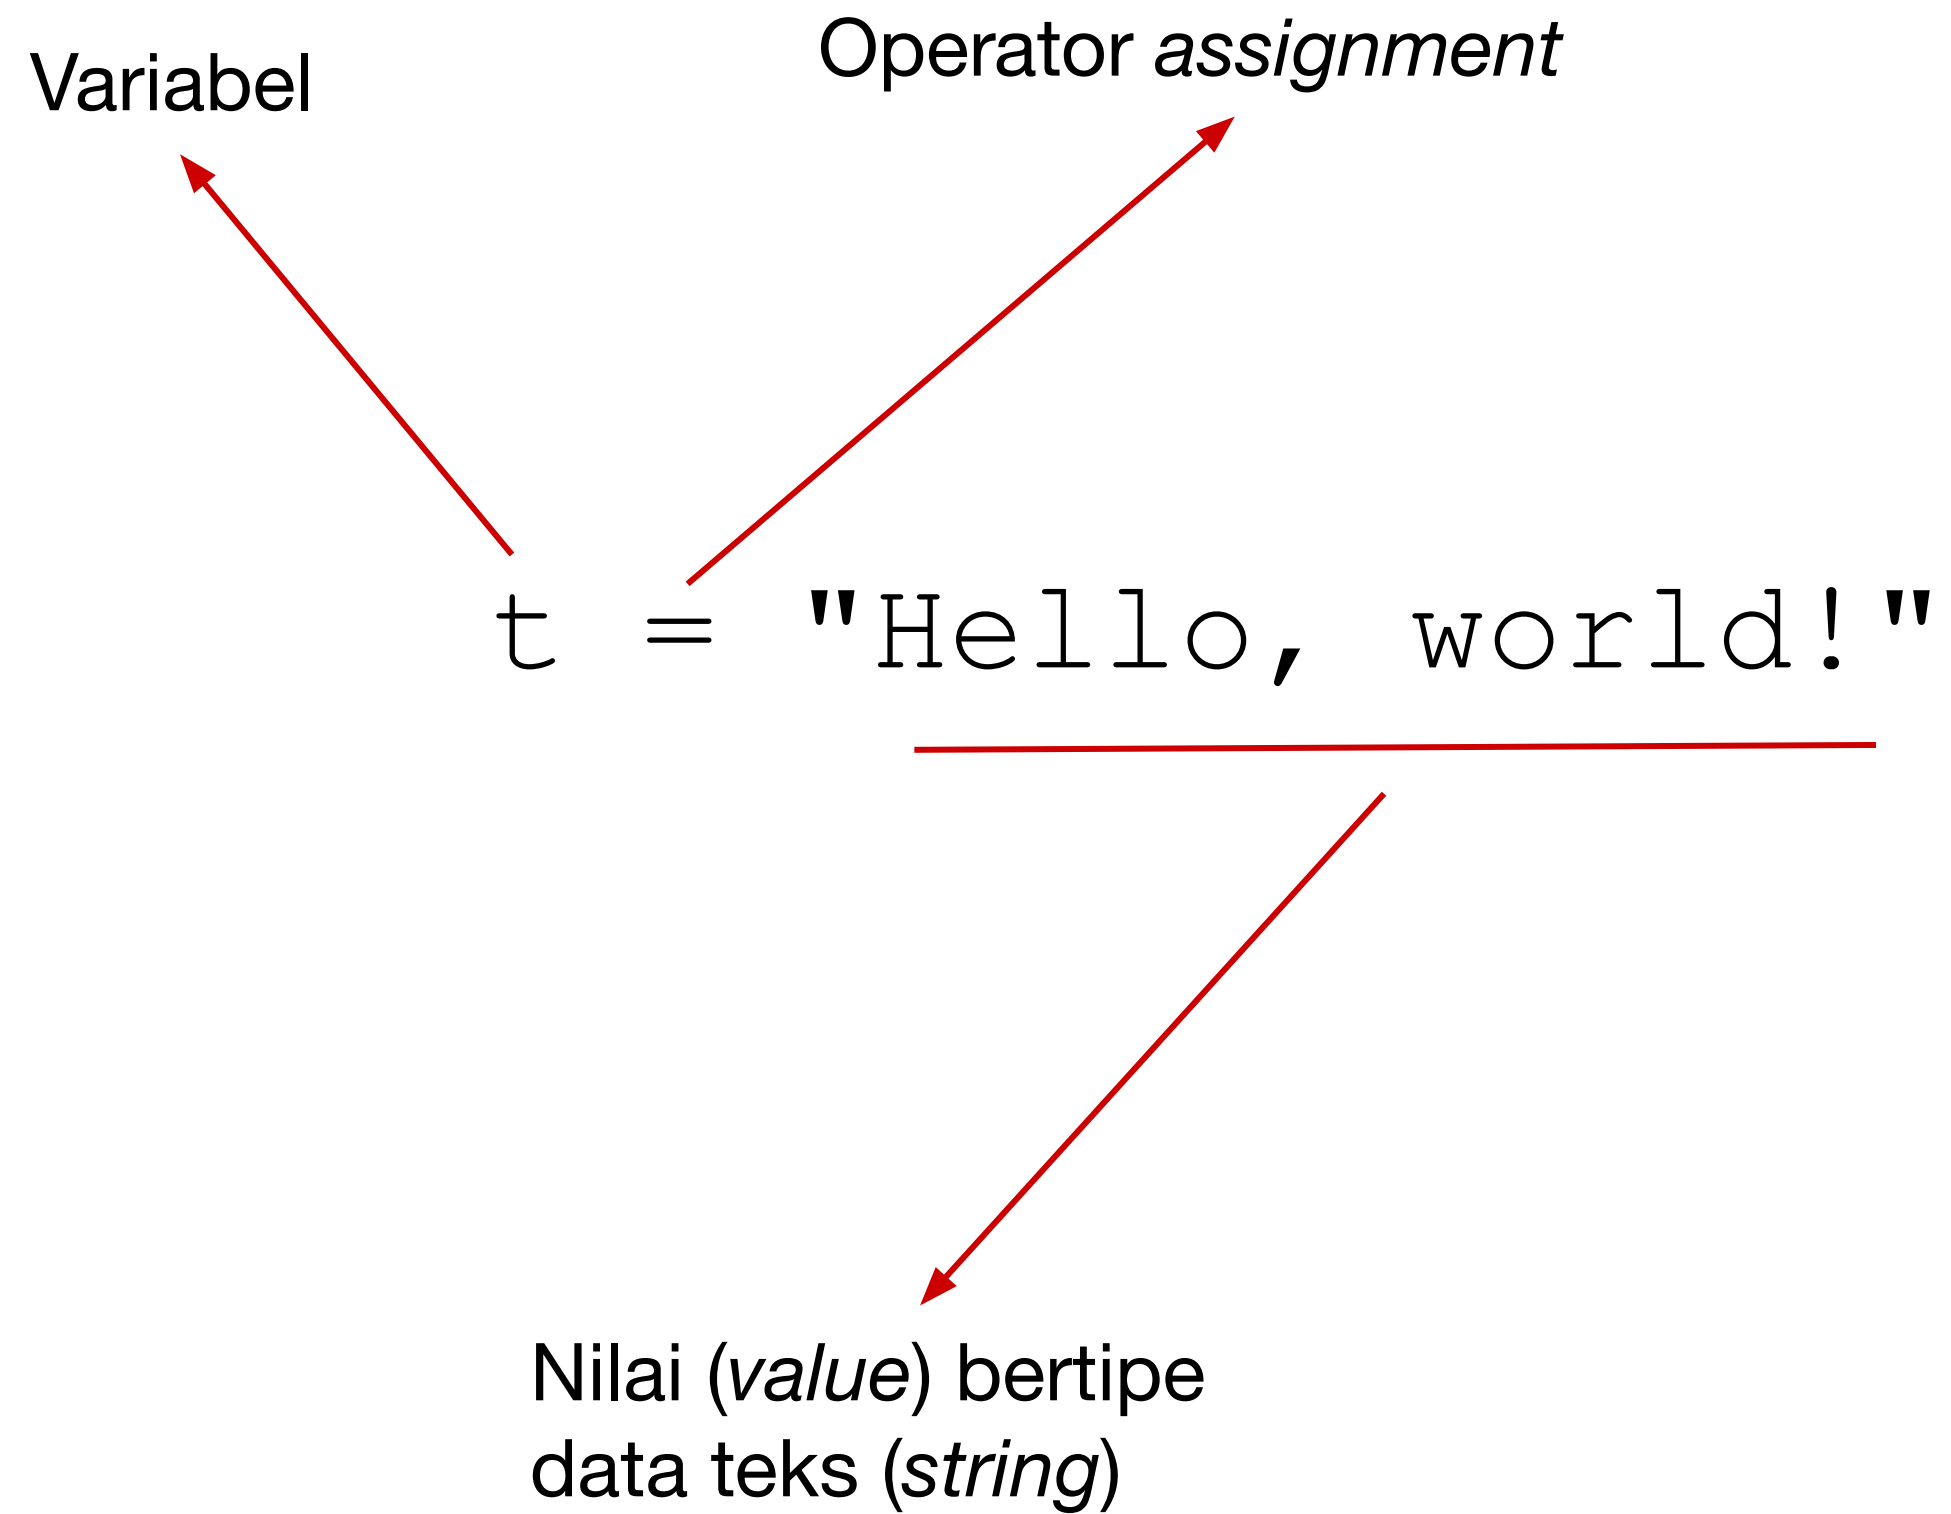 Variabel
Operator assignment
t = "Hello, world!"
Nilai (value) bertipe
data teks (string)